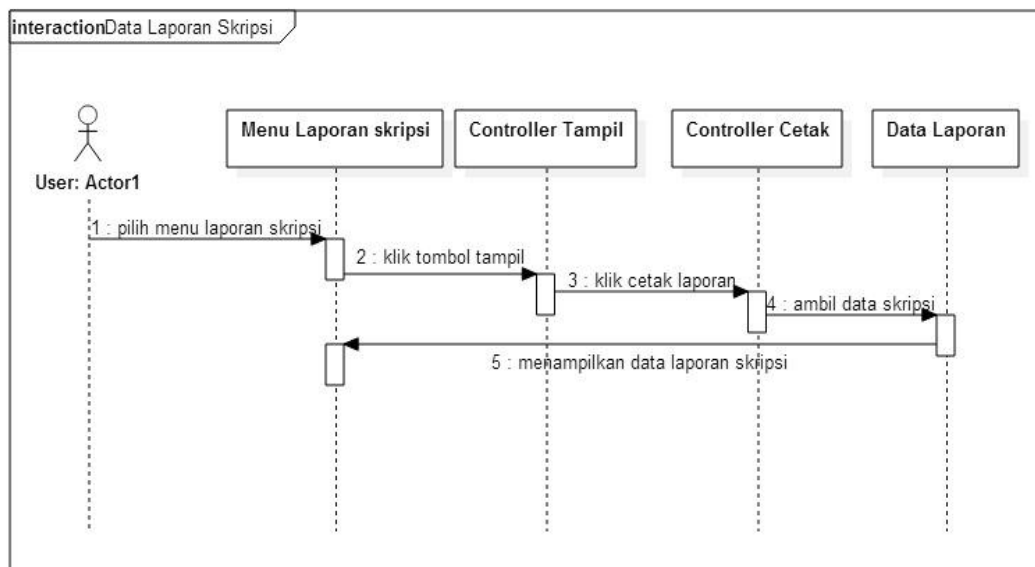 interactionData Laporan Skripsi
User: Actor1
Menu Laporan skripsi
Controller Tampil
Controller Cetak
Data Laporan
1 : pilih menu laporan skripsi
2 : klik tombol tampil
3 : klik cetak laporan
4 : ambil data skripsi
5 : menampilkan data laporan skripsi